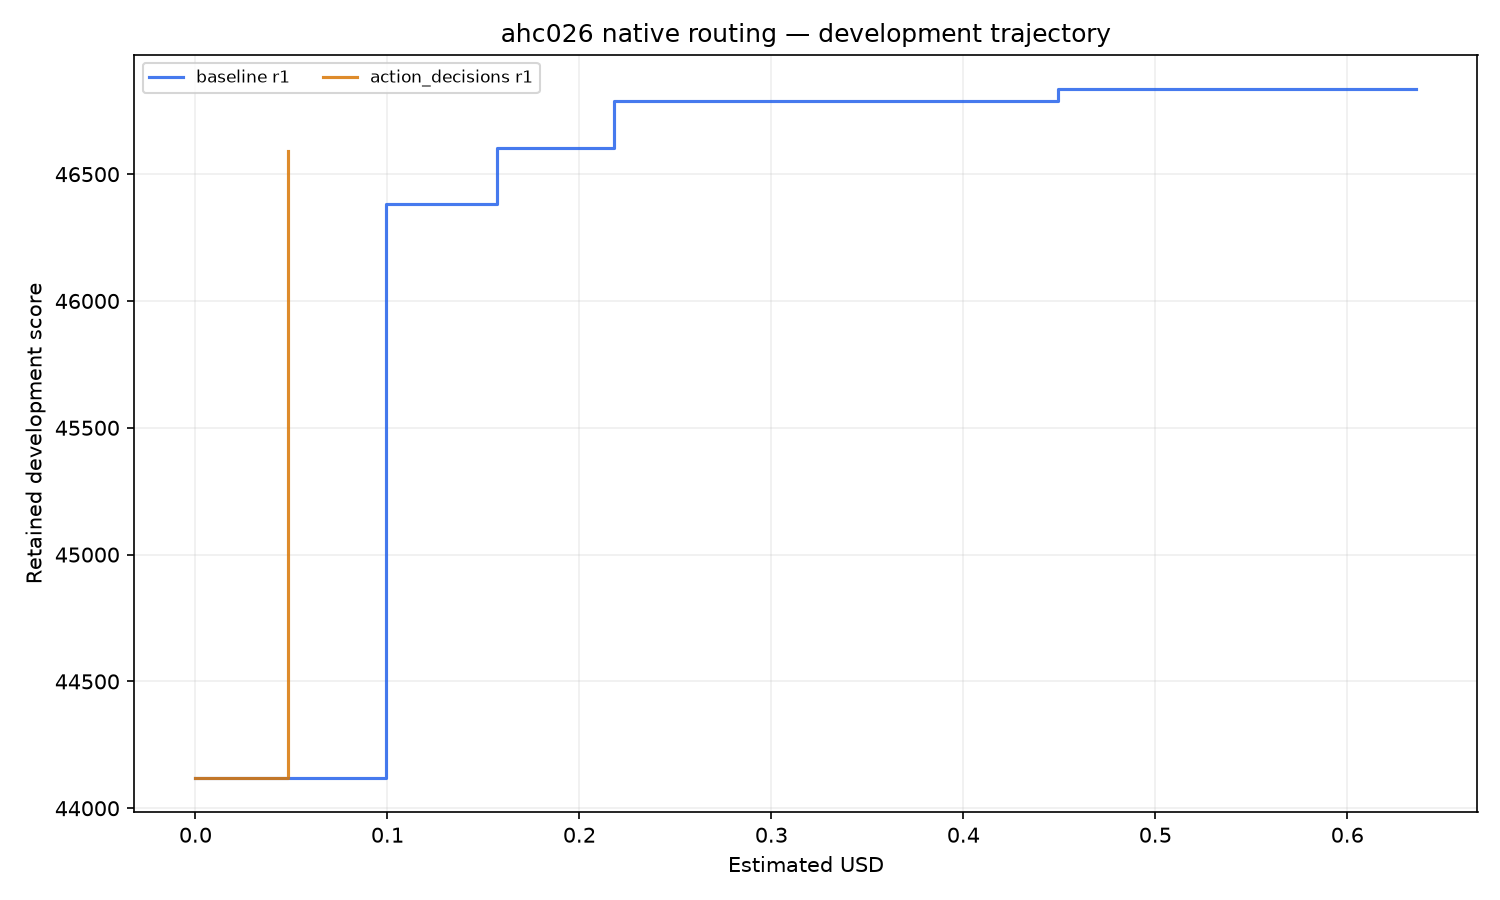 ahc026 native routing — development trajectory
baseline r1
action_decisions r1
Retained development score
46500
46000
45500
45000
44500
44000
0.0 0.1 0.2 0.3 0.4 0.5 0.6
Estimated USD